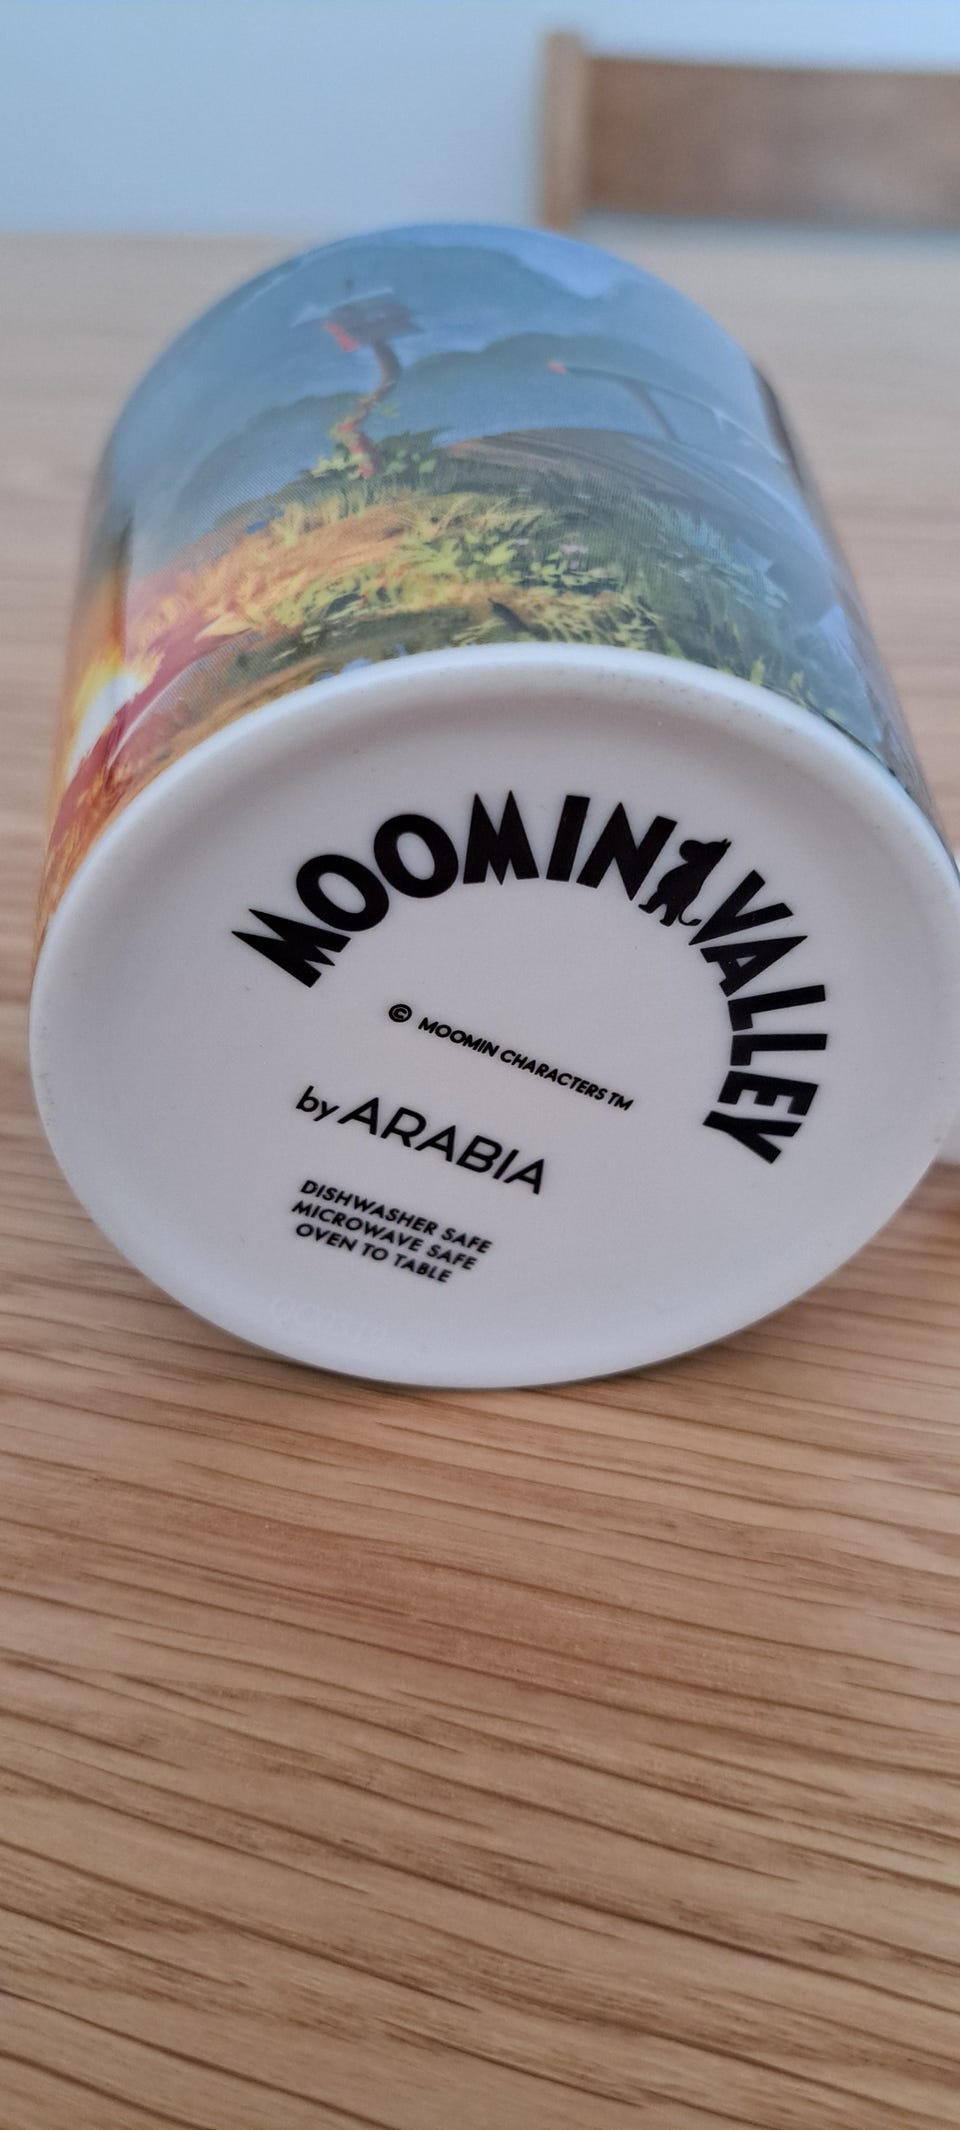 MOOMINVALLEY
© MOOMIN CHARACTERS™
by ARABIA
DISHWASHER SAFE
MICROWAVE SAFE
OVEN TO TABLE